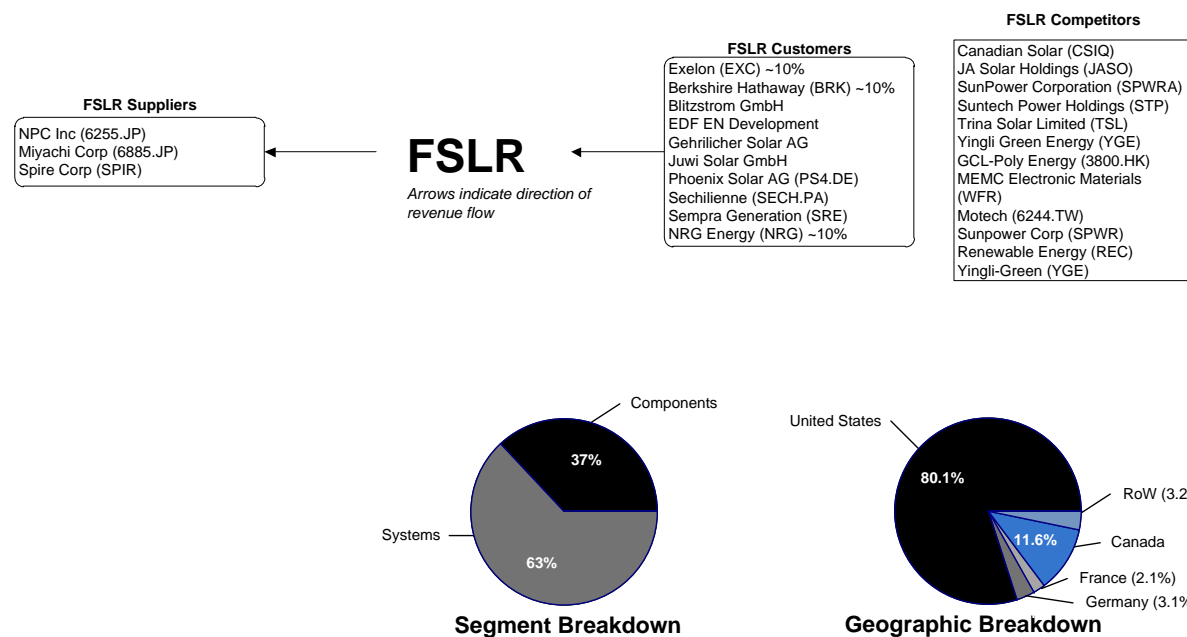 FSLR Competitors
Canadian Solar (CSIQ)
JA Solar Holdings (JASO)
SunPower Corporation (SPWRA)
Suntech Power Holdings (STP)
Trina Solar Limited (TSL)
Yingli Green Energy (YGE)
GCL-Poly Energy (3800.HK)
MEMC Electronic Materials
(WFR)
Motech (6244.TW)
Sunpower Corp (SPWR)
Renewable Energy (REC)
Yingli-Green (YGE)
FSLR Customers
Exelon (EXC) ~10%
Berkshire Hathaway (BRK) ~10%
Blitzstrom GmbH
EDF EN Development
Gehrilicher Solar AG
Juwi Solar GmbH
Phoenix Solar AG (PS4.DE)
Sechilienne (SECH.PA)
Sempra Generation (SRE)
NRG Energy (NRG) ~10%
FSLR Suppliers
NPC Inc (6255.JP)
Miyachi Corp (6885.JP)
Spire Corp (SPIR)
FSLR
Arrows indicate direction of
revenue flow
Components
37%
Systems
63%
Segment Breakdown
United States
80.1%
RoW (3.2
11.6%
Canada
France (2.1%)
Germany (3.1%
Geographic Breakdown